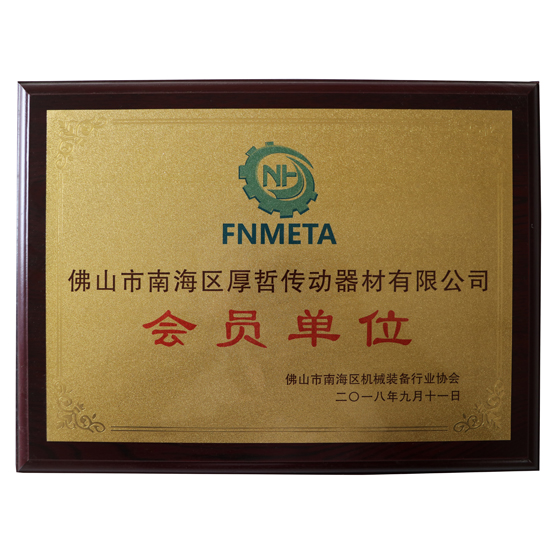 NH
FNMETA
佛山市南海区厚哲传动器材有限公司
会员单位
佛山市南海区机械装备行业协会
二〇一八年九月十一日